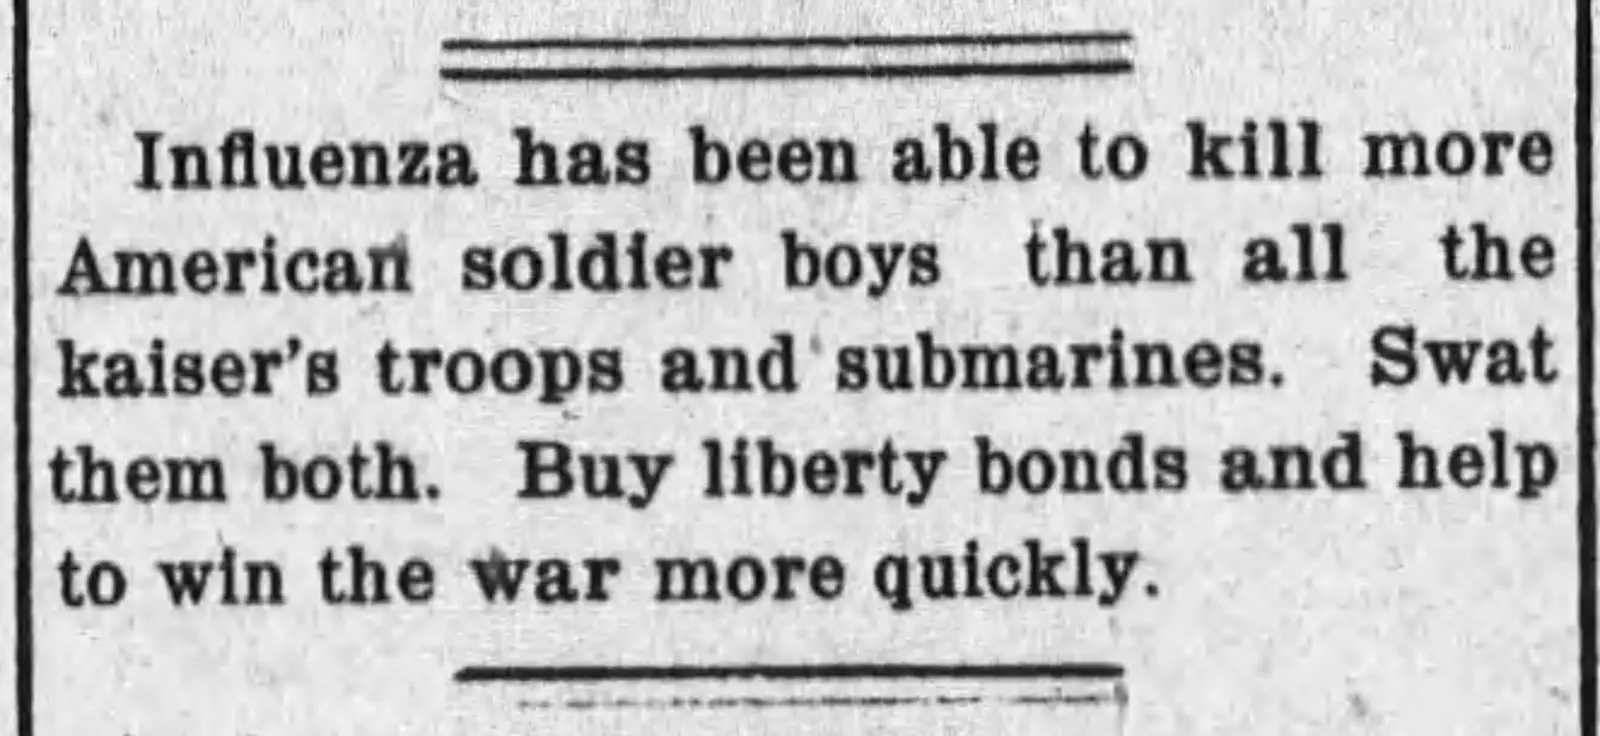 Influenza has been able to kill more
American soldier boys than all the
kaiser's troops and submarines. Swat
them both. Buy liberty bonds and help
to win the war more quickly.